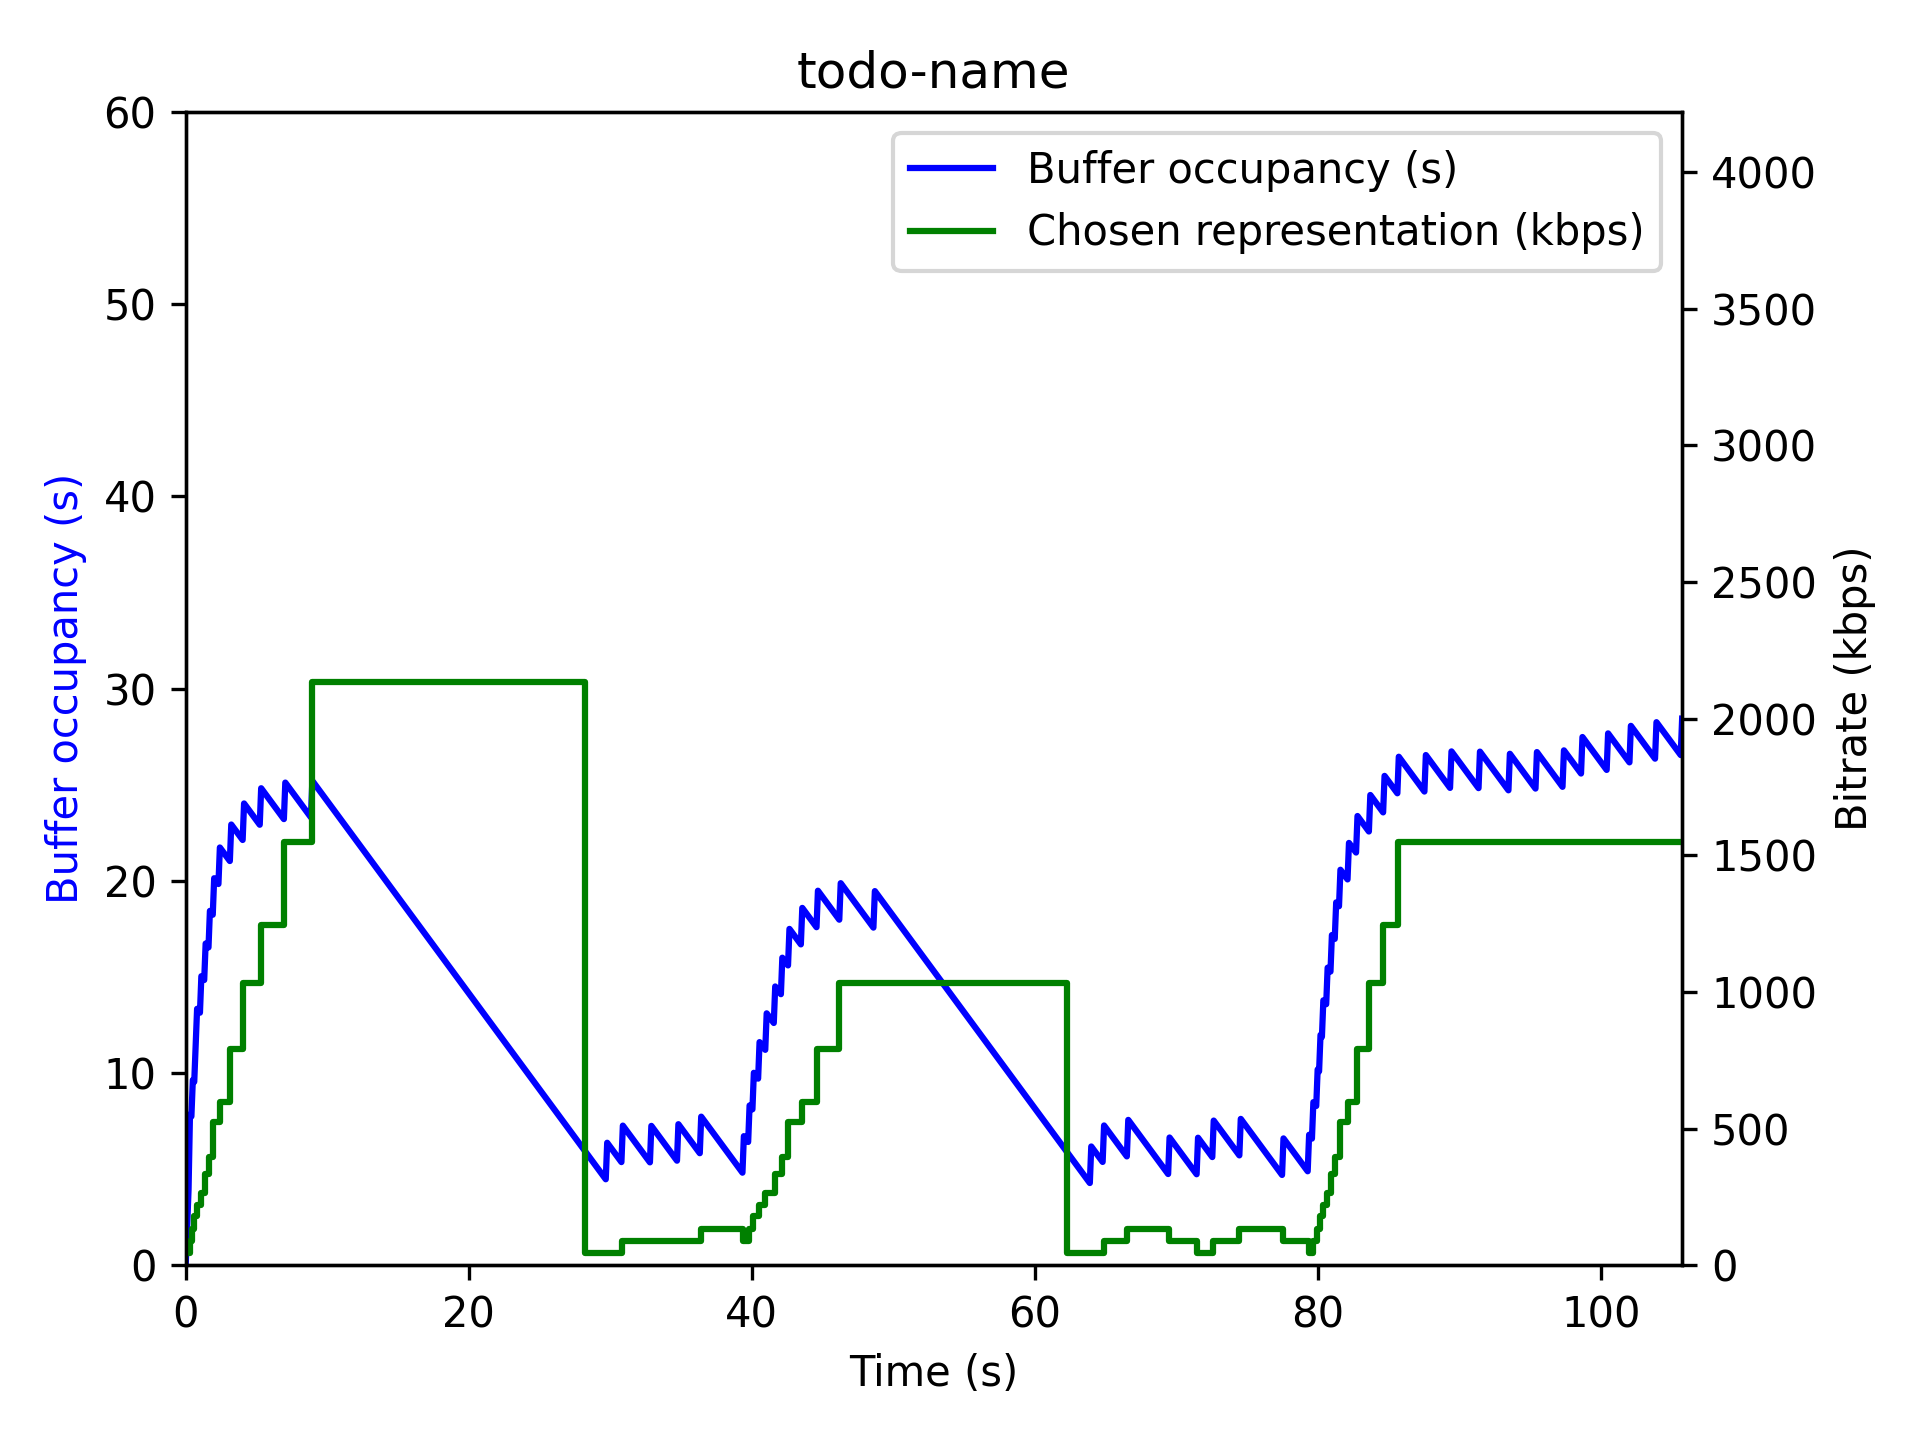 todo-name
Buffer occupancy (s)
Chosen representation (kbps)
60
50
40
30
20
10
0
Buffer occupancy (s)
4000
3500
3000
2500
2000
1500
1000
500
0
Bitrate (kbps)
0 20 40 60 80 100
Time (s)